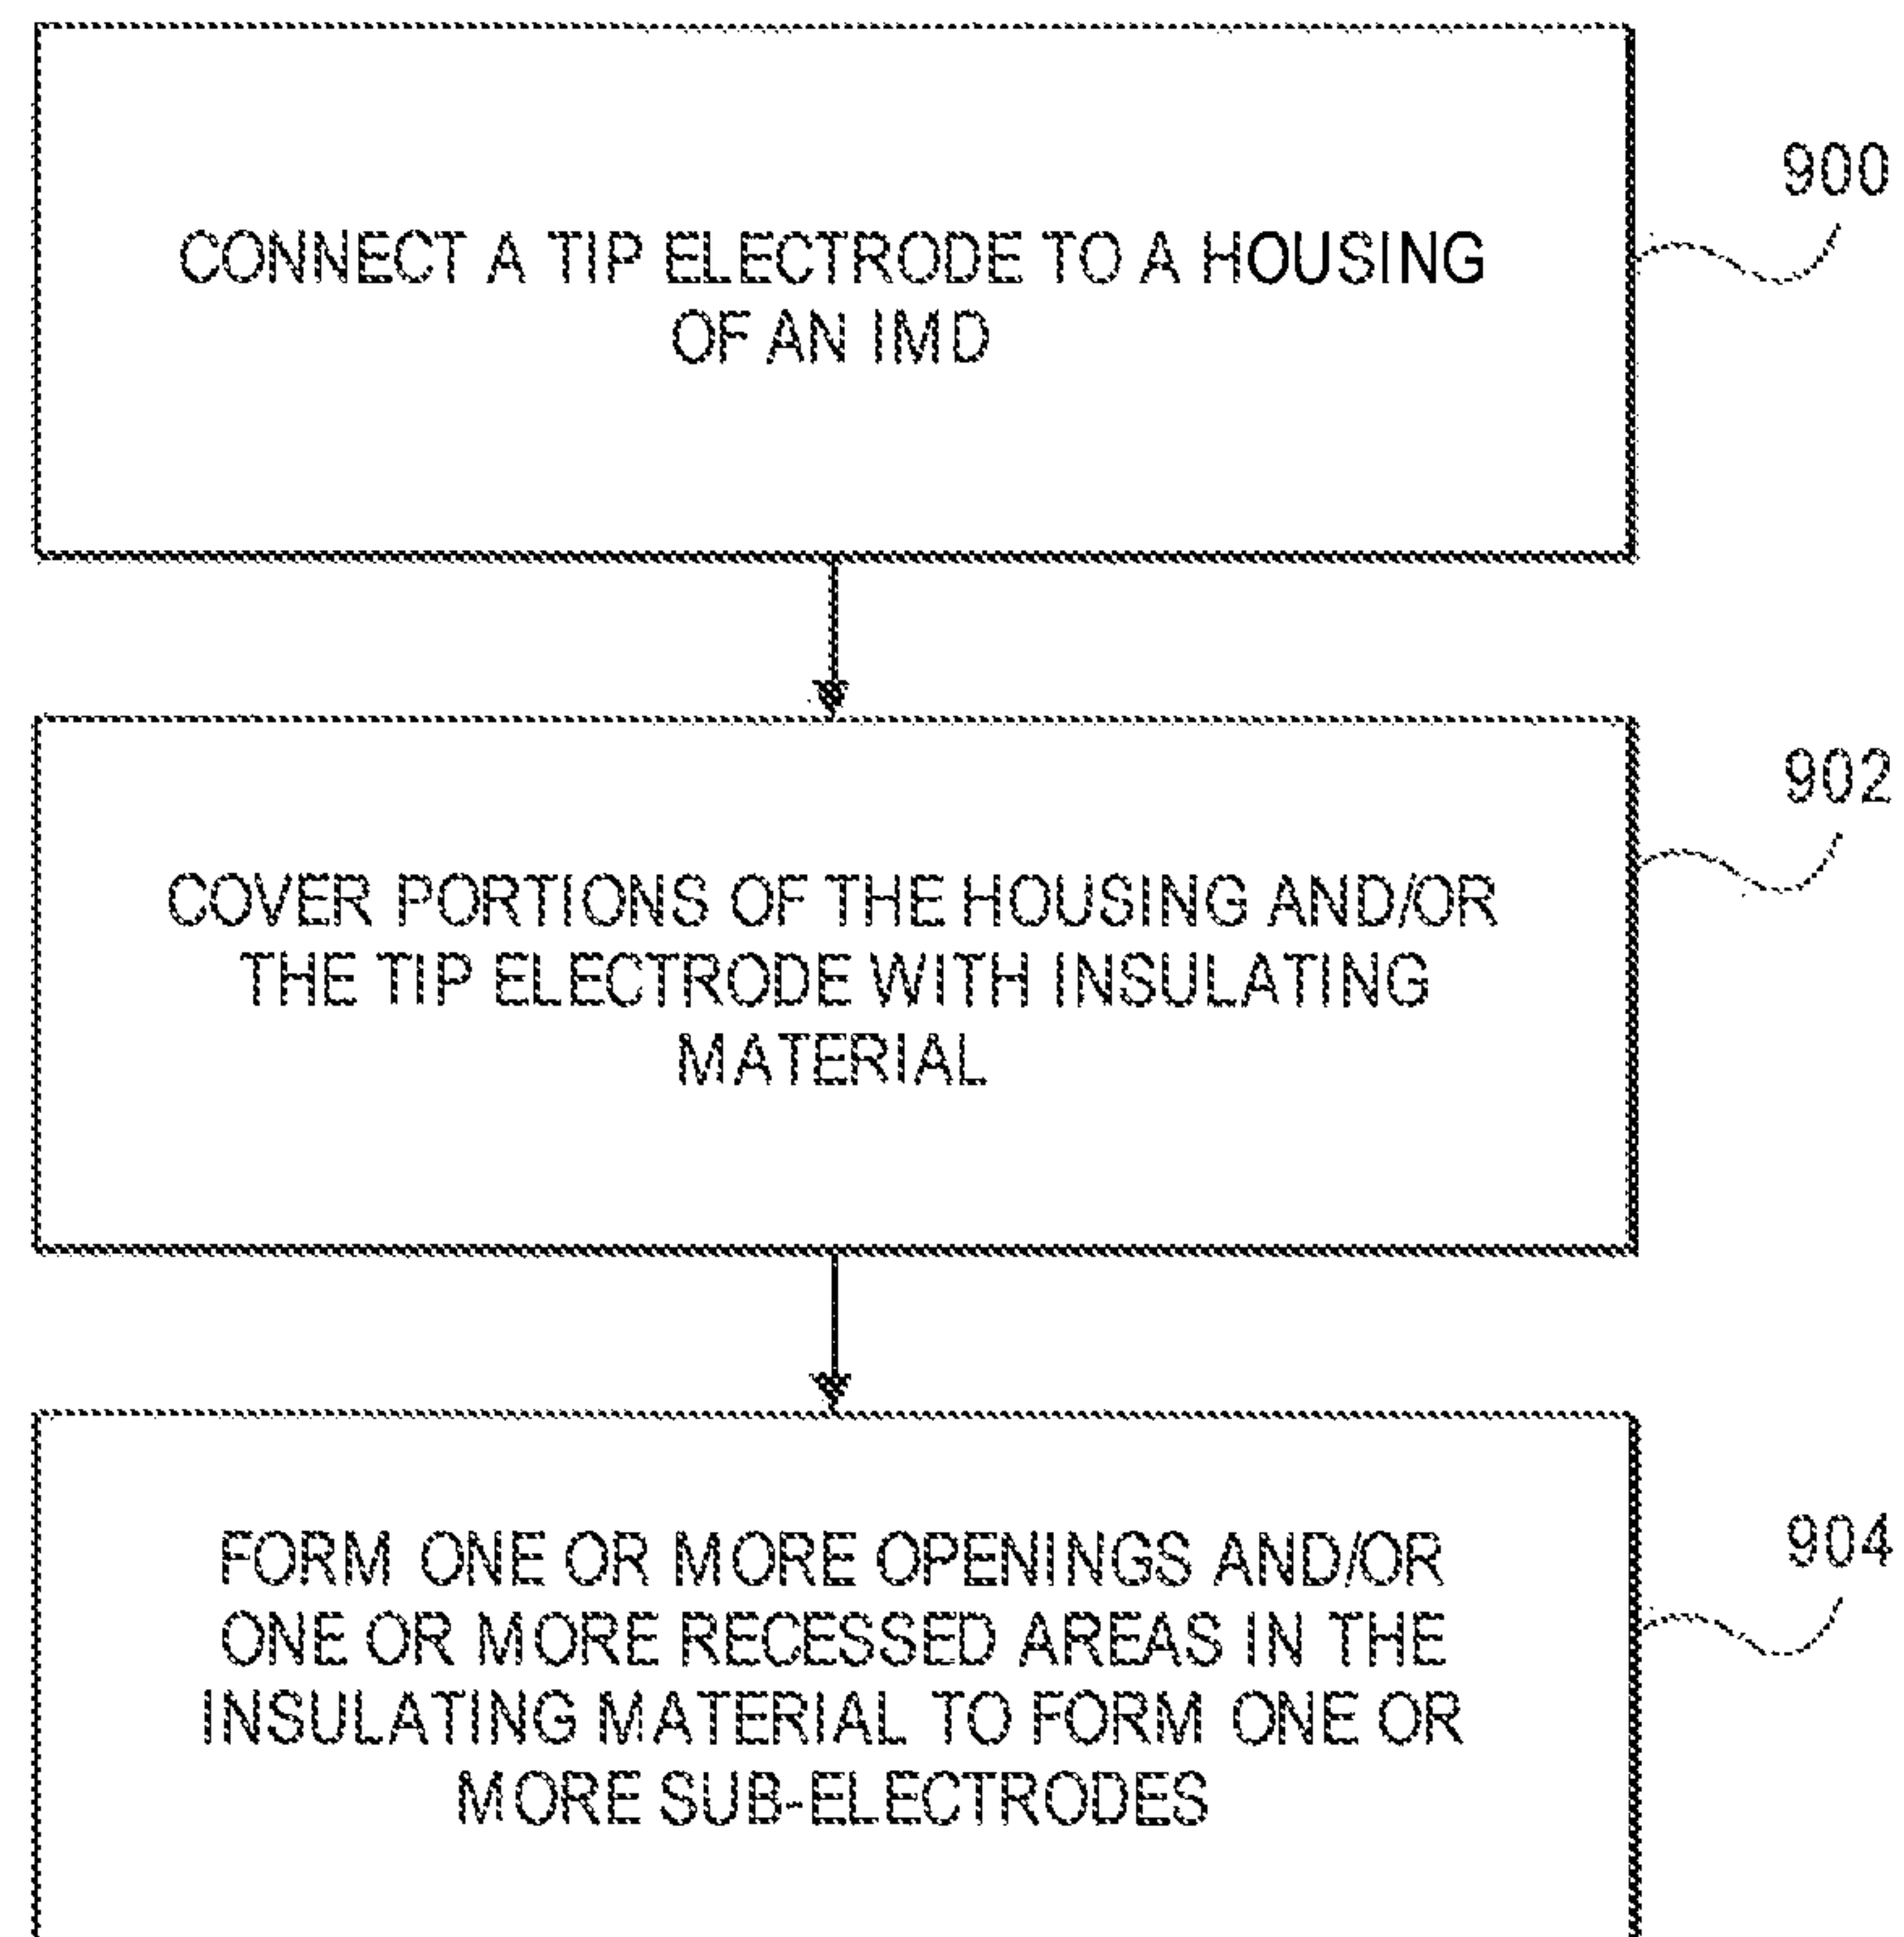 CONNECT A TIP ELECTRODE TO A HOUSING
OF AN IMD
900
COVER PORTIONS OF THE HOUSING AND/OR
THE TIP ELECTRODE WITH INSULATING
MATERIAL
902
FORM ONE OR MORE OPENINGS AND/OR
ONE OR MORE RECESSED AREAS IN THE
INSULATING MATERIAL TO FORM ONE OR
MORE SUB-ELECTRODES
904